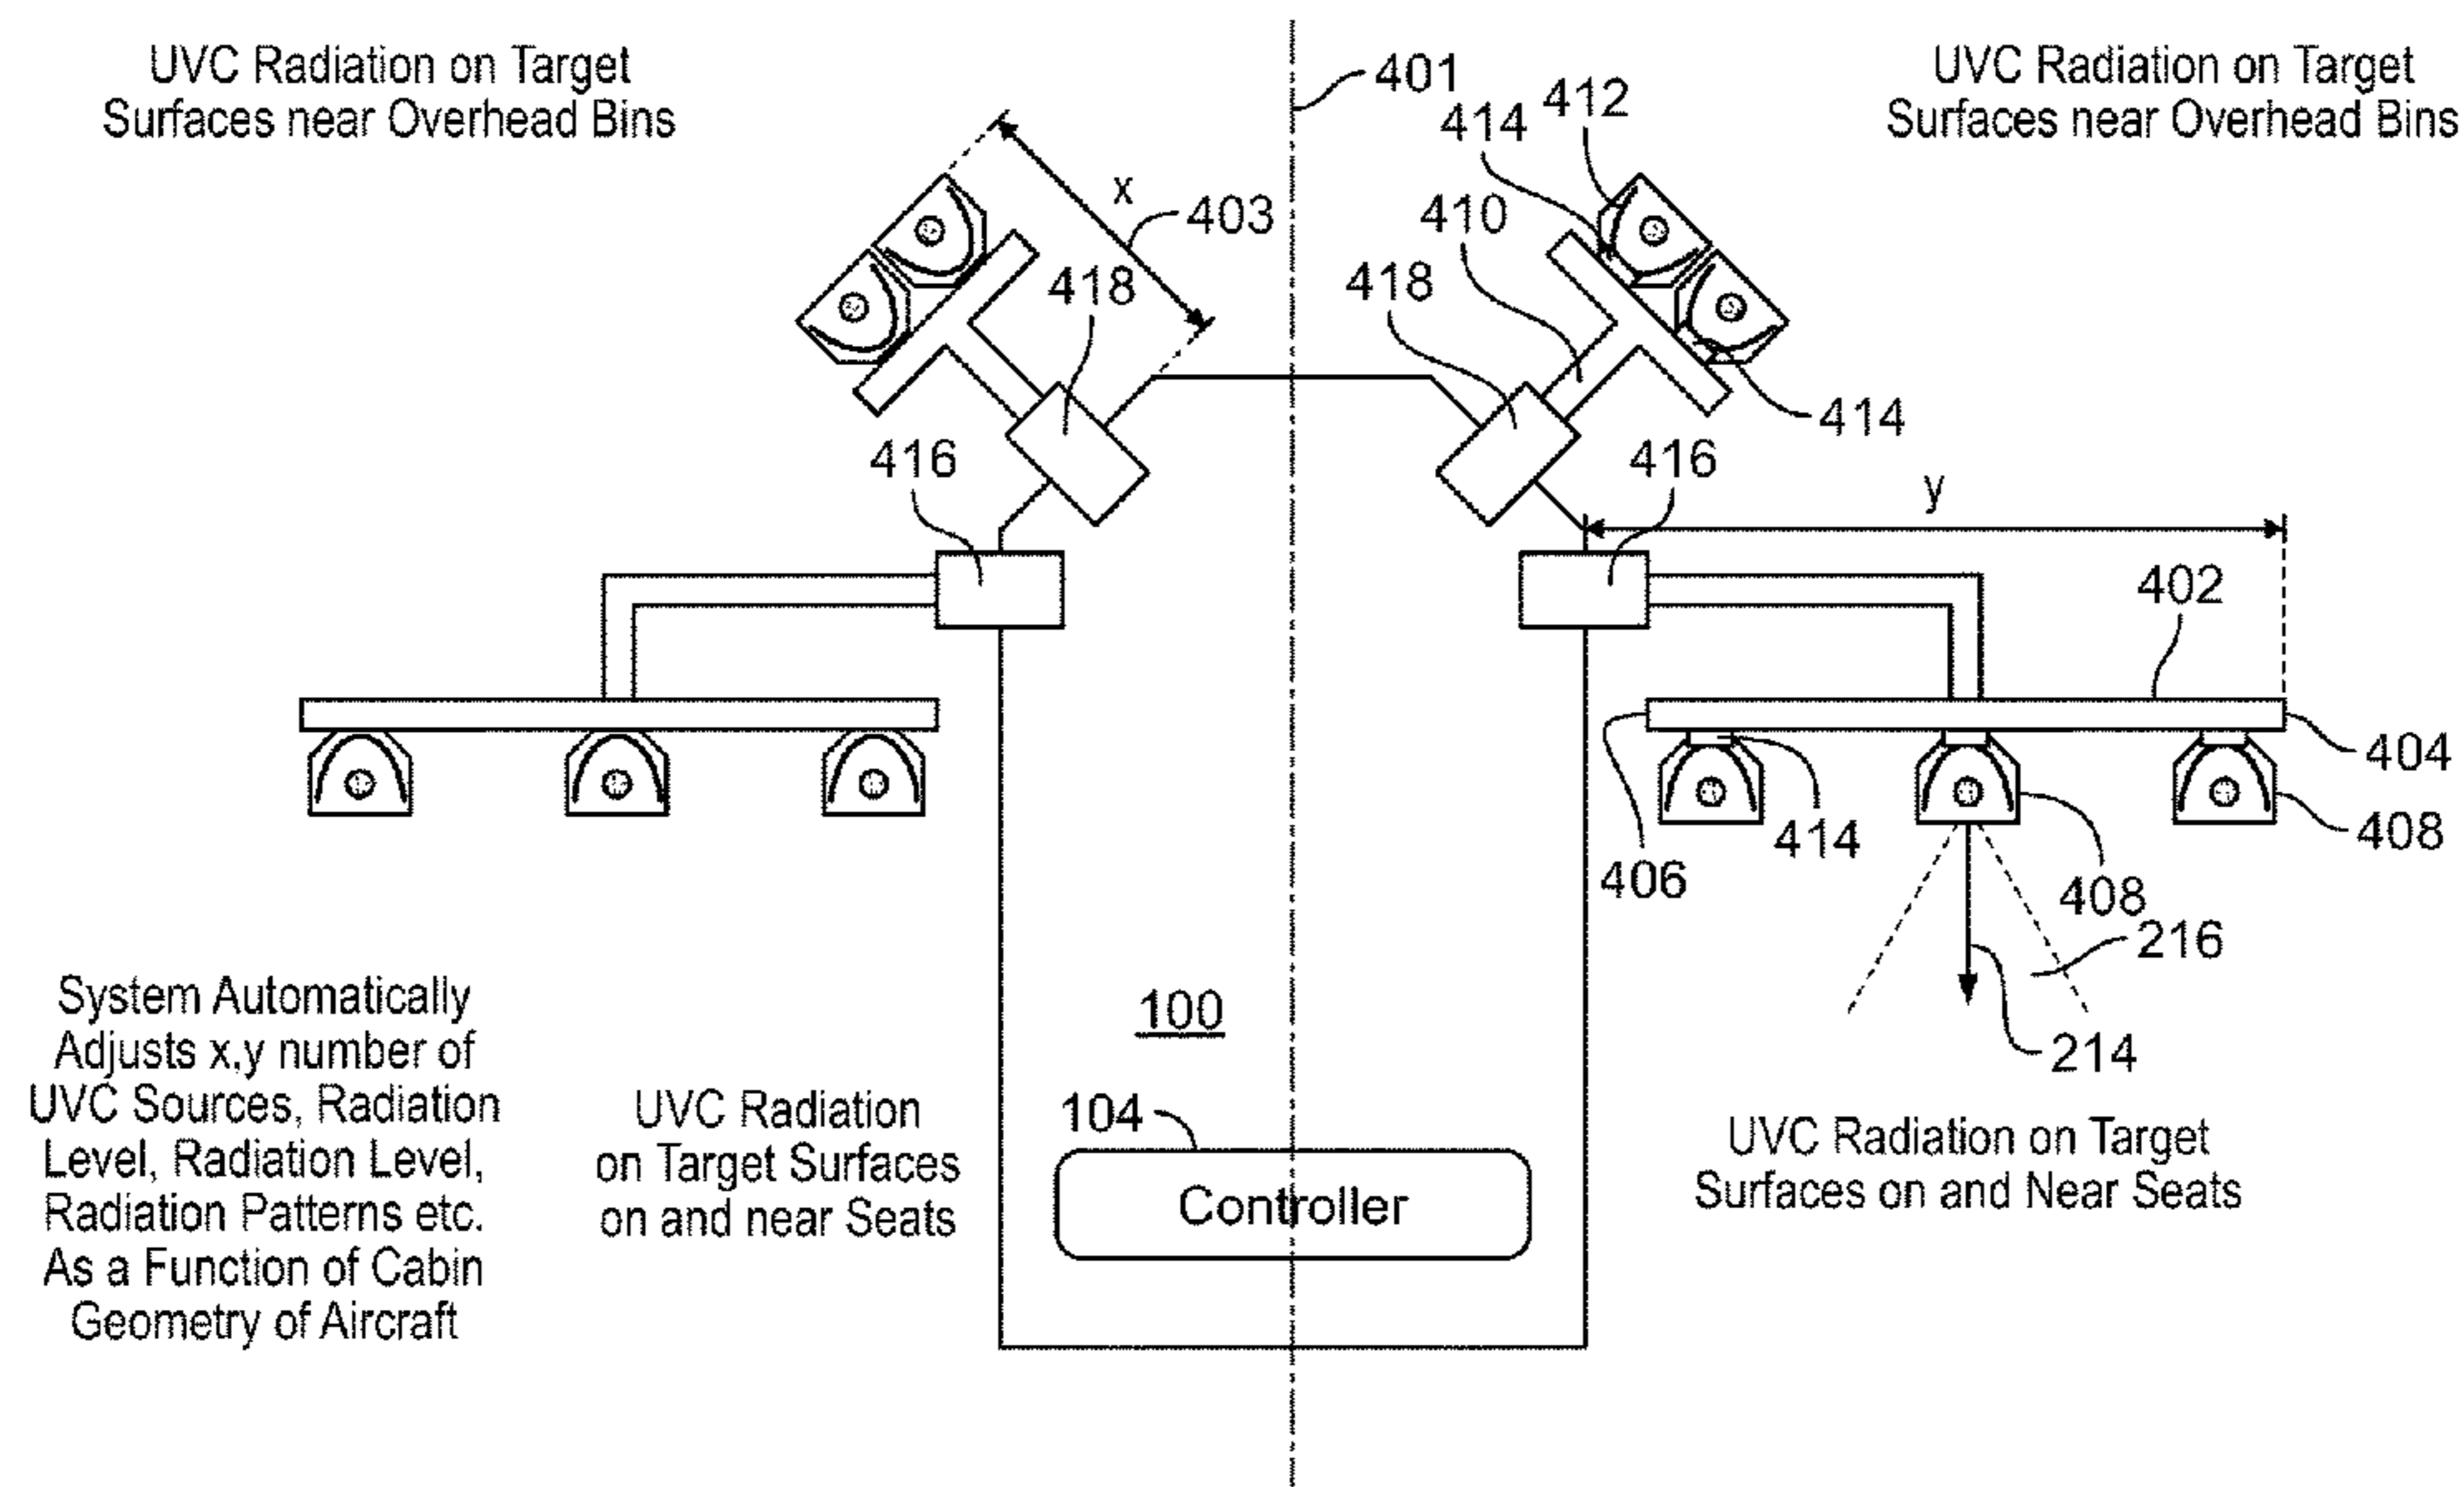 UVC Radiation on Target
Surfaces near Overhead Bins
401
UVC Radiation on Target
Surfaces near Overhead Bins
412
414
x
403
410
418
418
414
416
416
y
402
404
408
414
406
408
216
214
100
104
Controller
System Automatically
Adjusts x,y number of
UVC Sources, Radiation
Level, Radiation Level,
Radiation Patterns etc.
As a Function of Cabin
Geometry of Aircraft
UVC Radiation
on Target Surfaces
on and near Seats
UVC Radiation on Target
Surfaces on and Near Seats